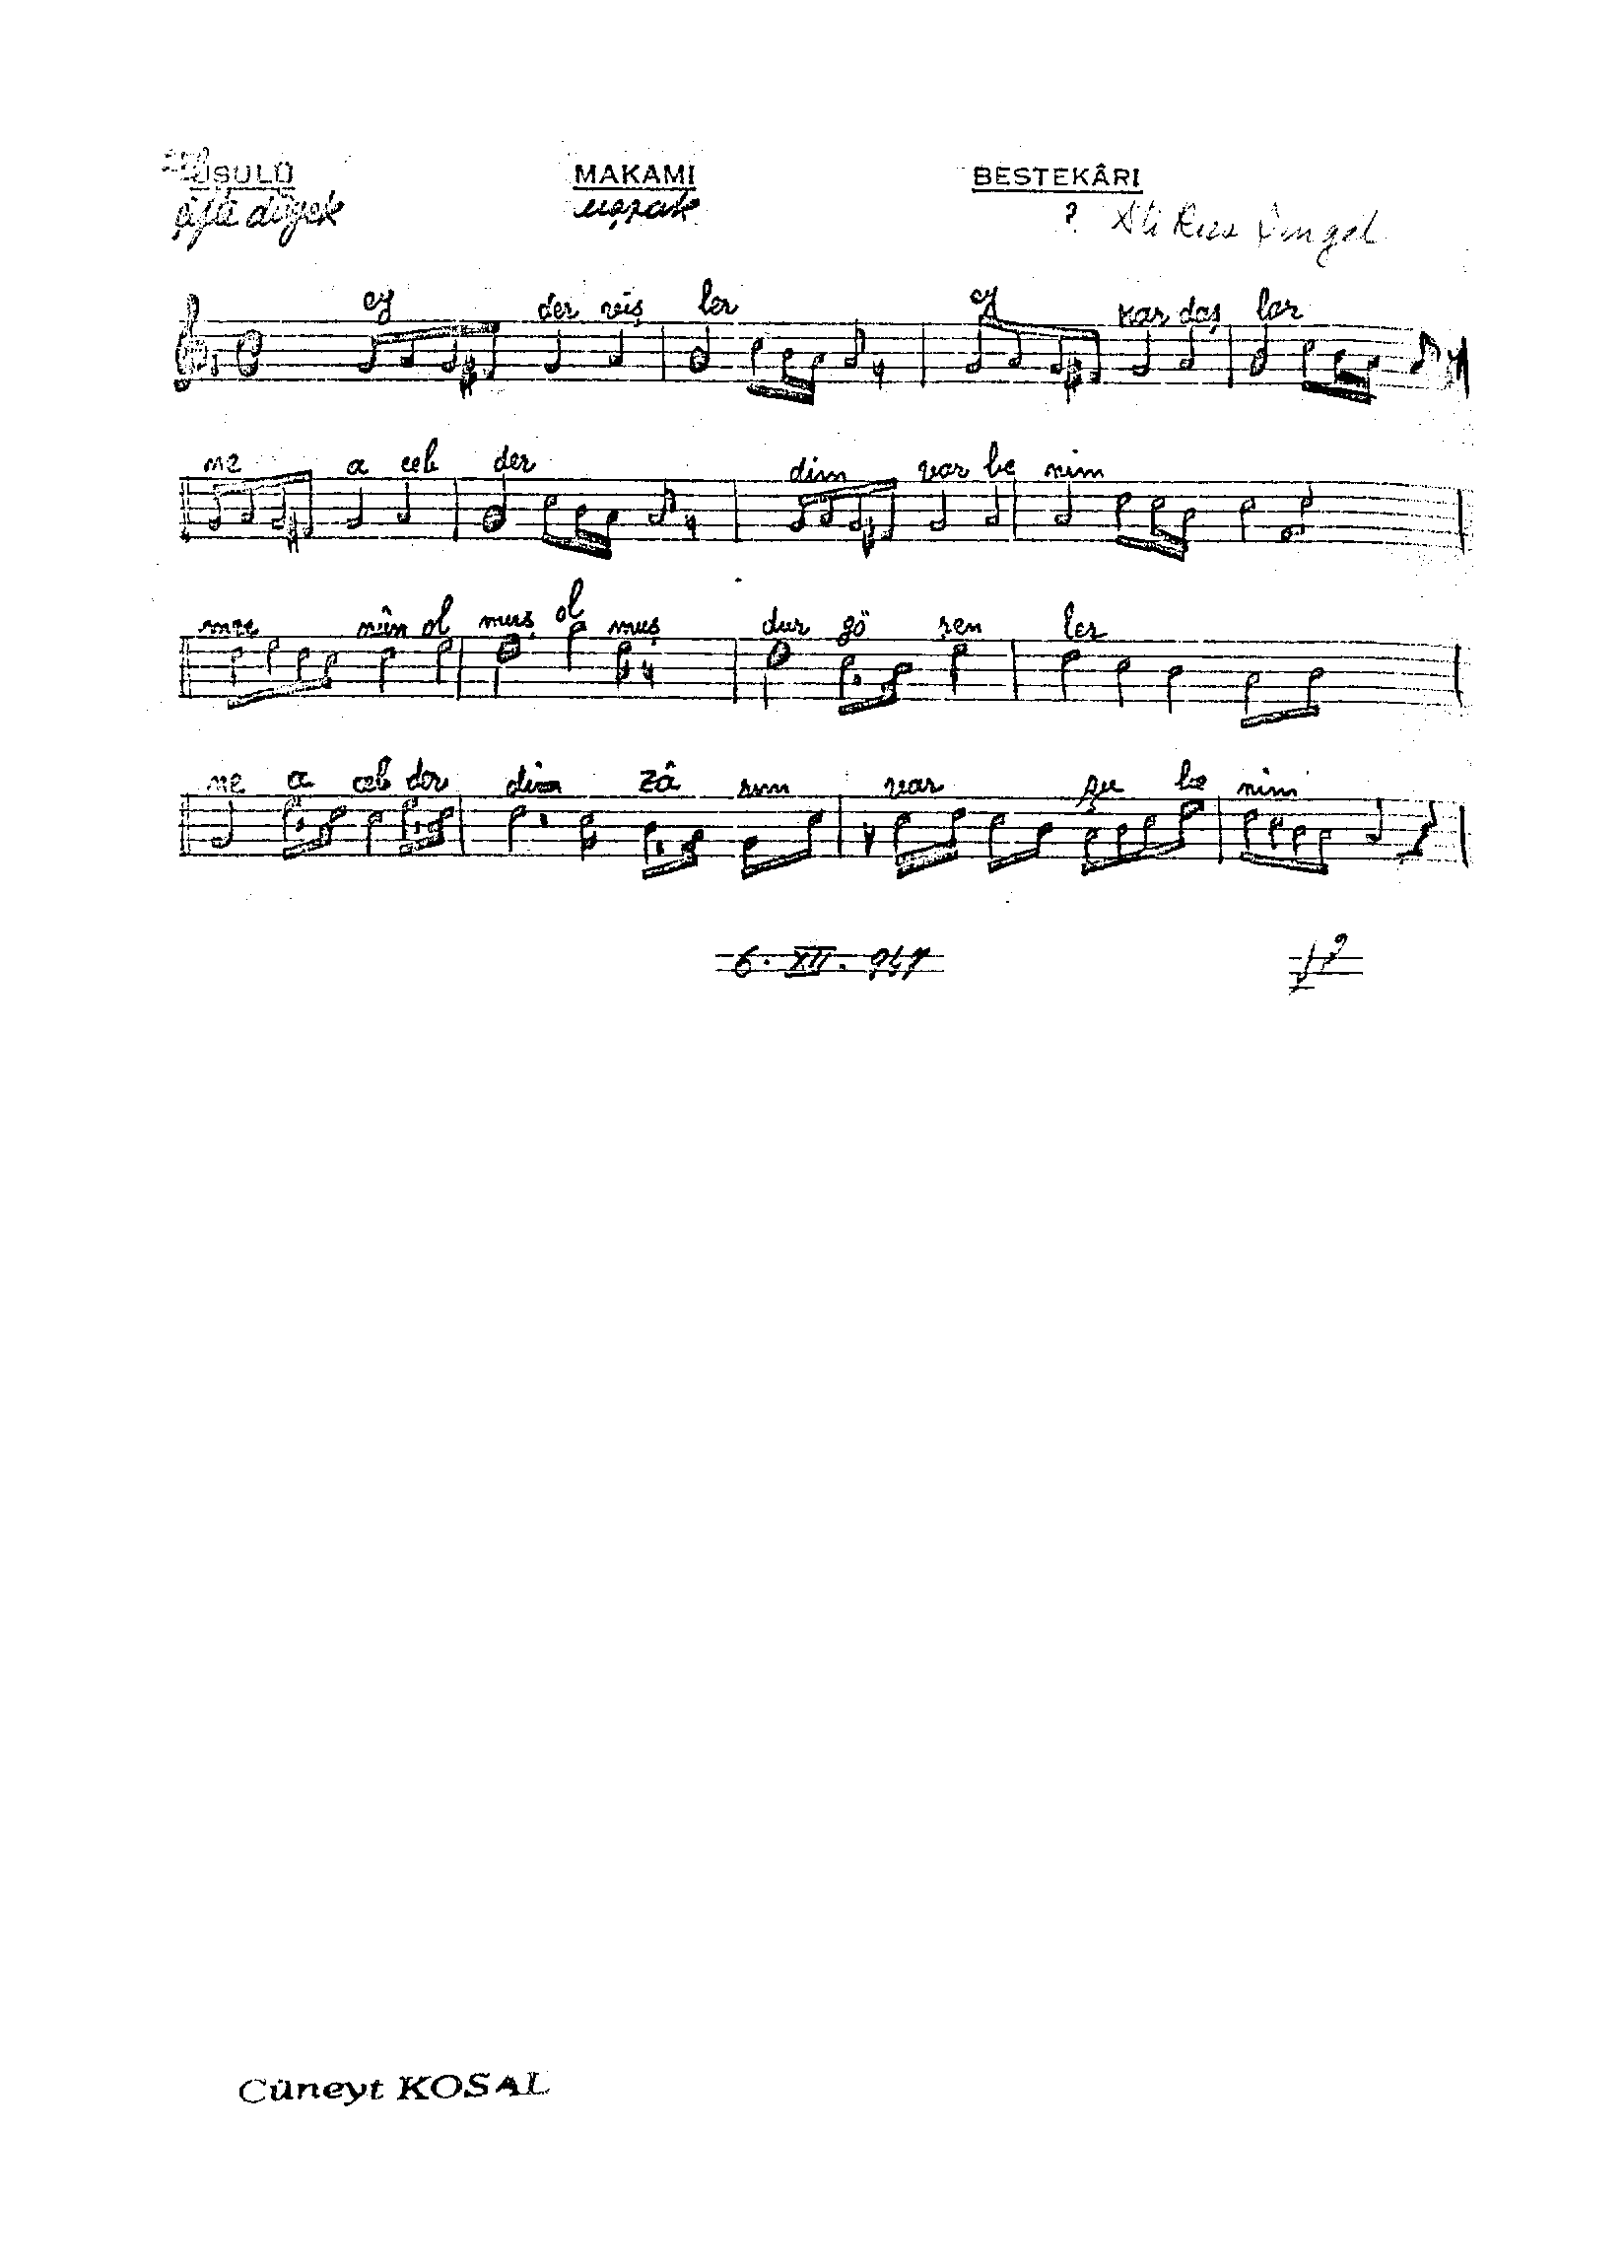 USULÜ MAKAMI BESTEKÂRI
çifte düyek uşşak ? Ali Rıza Şengel
ey der viş ler ey kar daş lar
ne a ceb der dim var be nim
mec nûn ol muş ol muş dur gö ren ler
ne a ceb der dim zâ rım var şu be nim
6. XII. 947
Cüneyt KOSAL